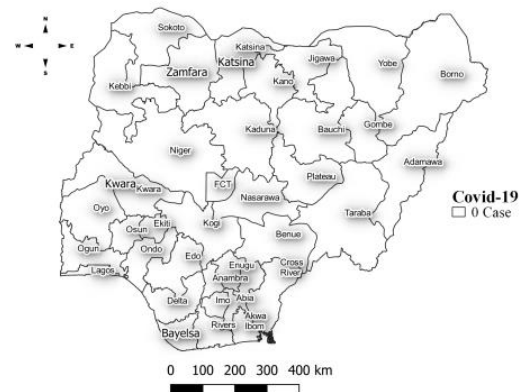 N
W E
S
Sokoto
Katsina
Jigawa
Yobe
Borno
Zamfara
Katsina
Kano
Kebbi
Kaduna
Bauchi
Gombe
Niger
Adamawa
Plateau
FCT
Kwara
Kwara
Nasarawa
Taraba
Covid-19
0 Case
Oyo
Osun
Ekiti
Kogi
Benue
Ogun
Ondo
Edo
Enugu
Cross
River
Lagos
Anambra
Delta
Imo
Abia
Akwa
Ibom
Bayelsa
Rivers
0 100 200 300 400 km